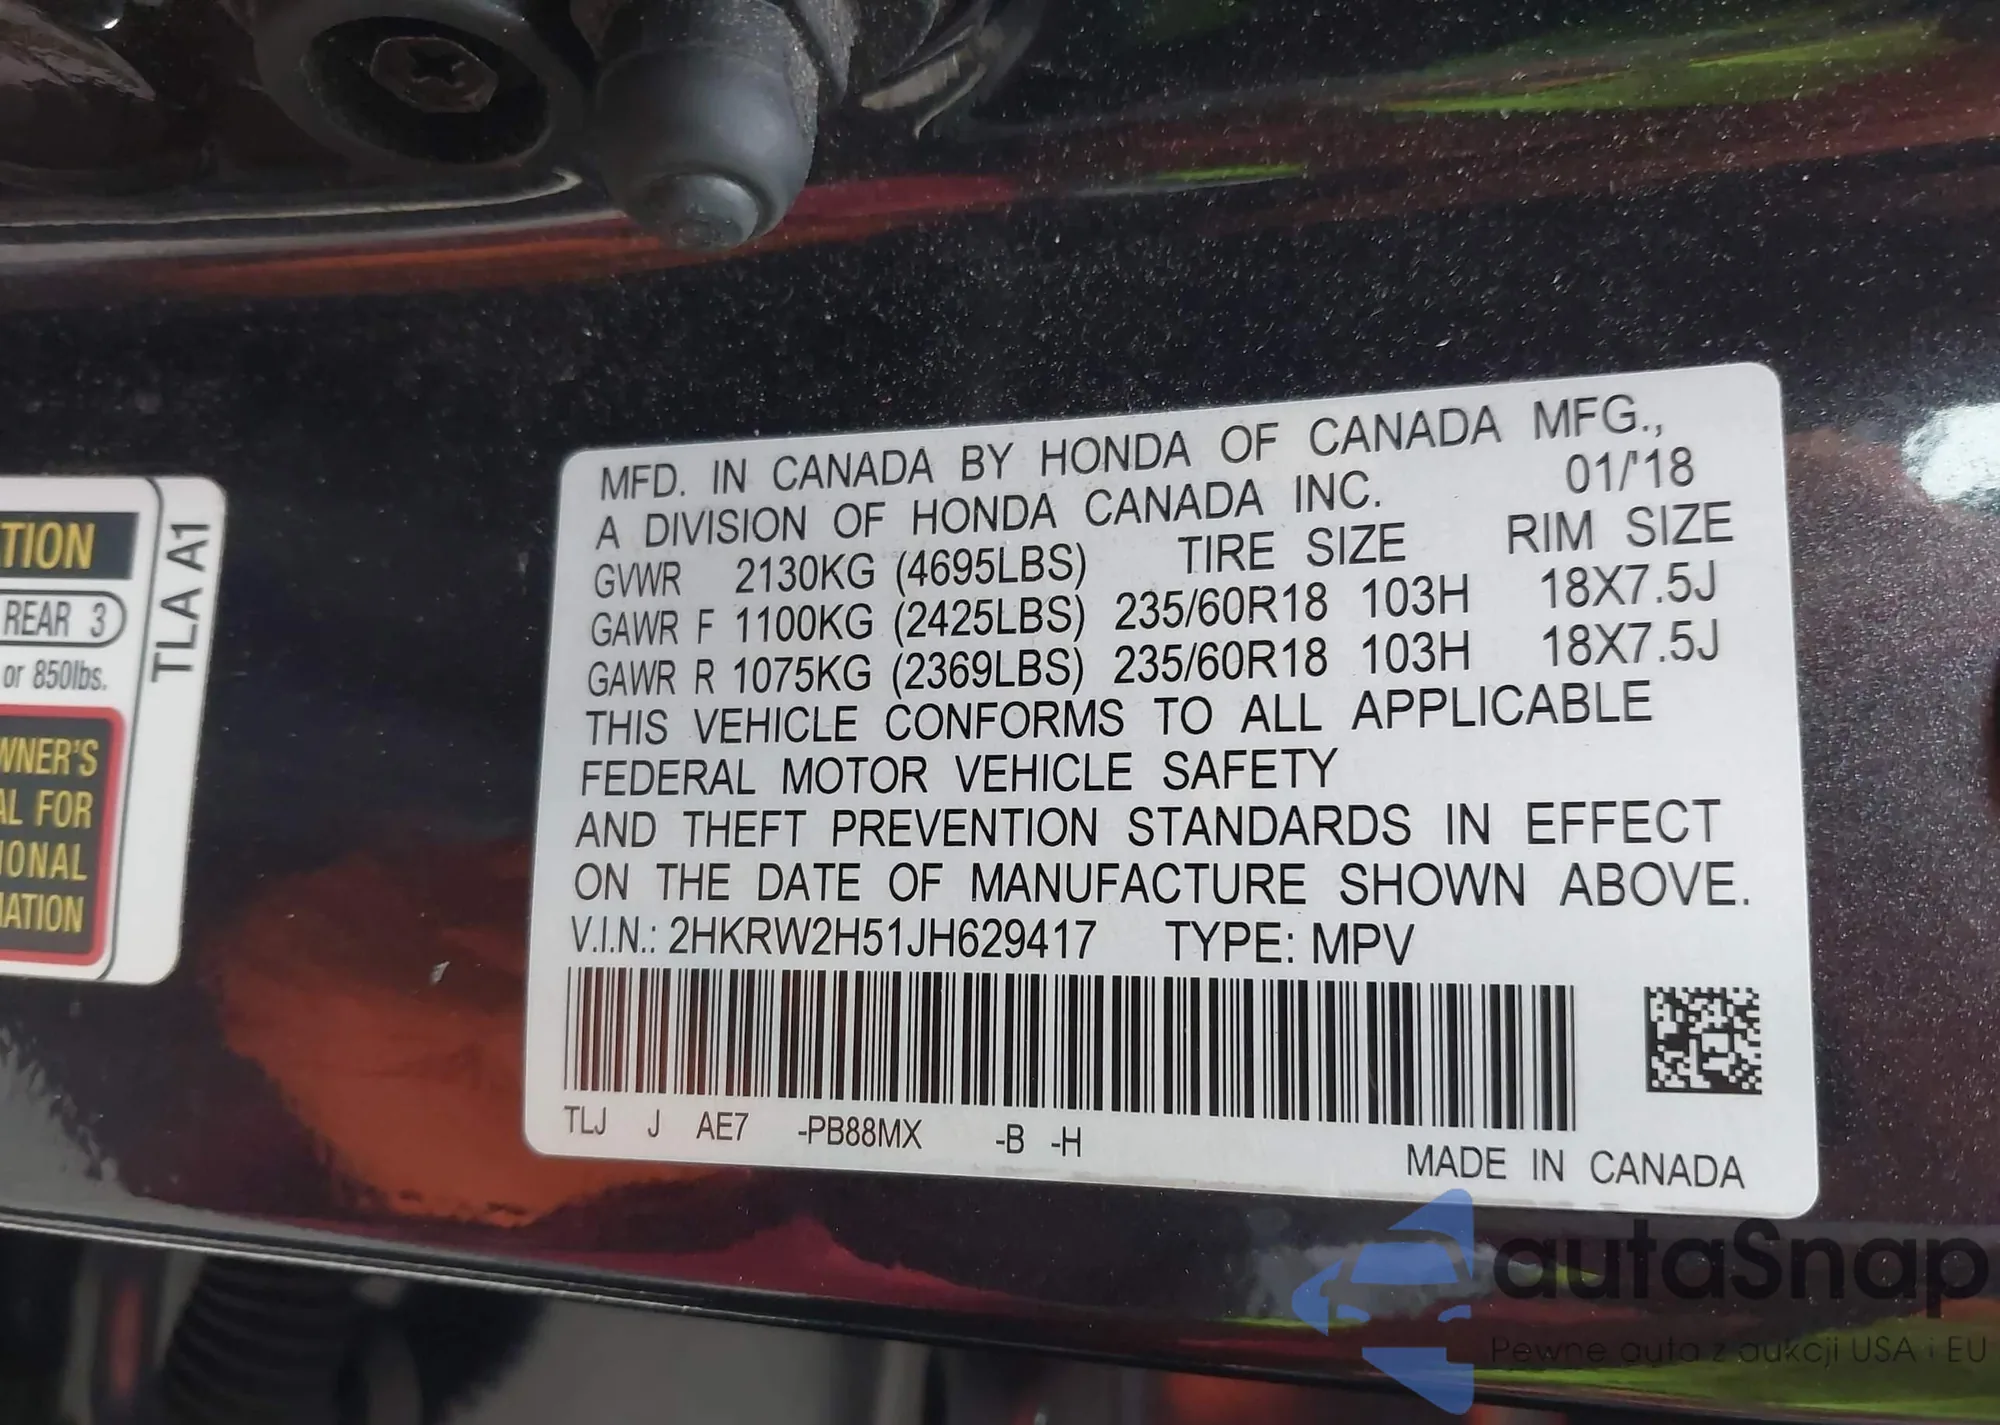 TION
REAR 3
or 850lbs.
WNER'S
AL FOR
IONAL
MATION
TLA A1
MFD. IN CANADA BY HONDA OF CANADA MFG.,
A DIVISION OF HONDA CANADA INC. 01/'18
GVWR 2130KG (4695LBS) TIRE SIZE RIM SIZE
GAWR F 1100KG (2425LBS) 235/60R18 103H 18X7.5J
GAWR R 1075KG (2369LBS) 235/60R18 103H 18X7.5J
THIS VEHICLE CONFORMS TO ALL APPLICABLE
FEDERAL MOTOR VEHICLE SAFETY
AND THEFT PREVENTION STANDARDS IN EFFECT
ON THE DATE OF MANUFACTURE SHOWN ABOVE.
V.I.N.: 2HKRW2H51JH629417 TYPE: MPV
TLJ J AE7 -PB88MX -B -H
MADE IN CANADA
autaSnap
Pewne auta z aukcji USA i EU